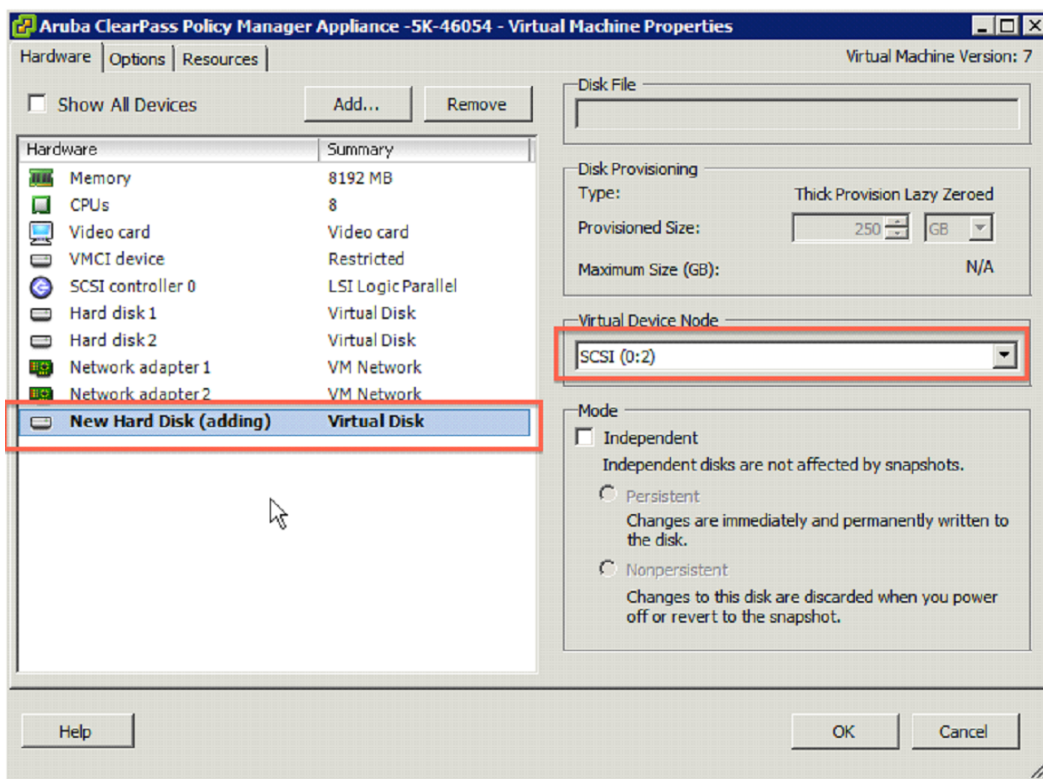 Aruba ClearPass Policy Manager Appliance -5K-46054 - Virtual Machine Properties
Hardware Options Resources
Virtual Machine Version: 7
Show All Devices
Add...
Remove
Hardware Summary
Memory 8192 MB
CPUs 8
Video card Video card
VMCI device Restricted
SCSI controller 0 LSI Logic Parallel
Hard disk 1 Virtual Disk
Hard disk 2 Virtual Disk
Network adapter 1 VM Network
Network adapter 2 VM Network
New Hard Disk (adding) Virtual Disk
Disk File
Disk Provisioning
Type: Thick Provision Lazy Zeroed
Provisioned Size: 250 GB
Maximum Size (GB): N/A
Virtual Device Node
SCSI (0:2)
Mode
Independent
Independent disks are not affected by snapshots.
Persistent
Changes are immediately and permanently written to
the disk.
Nonpersistent
Changes to this disk are discarded when you power
off or revert to the snapshot.
Help
OK
Cancel